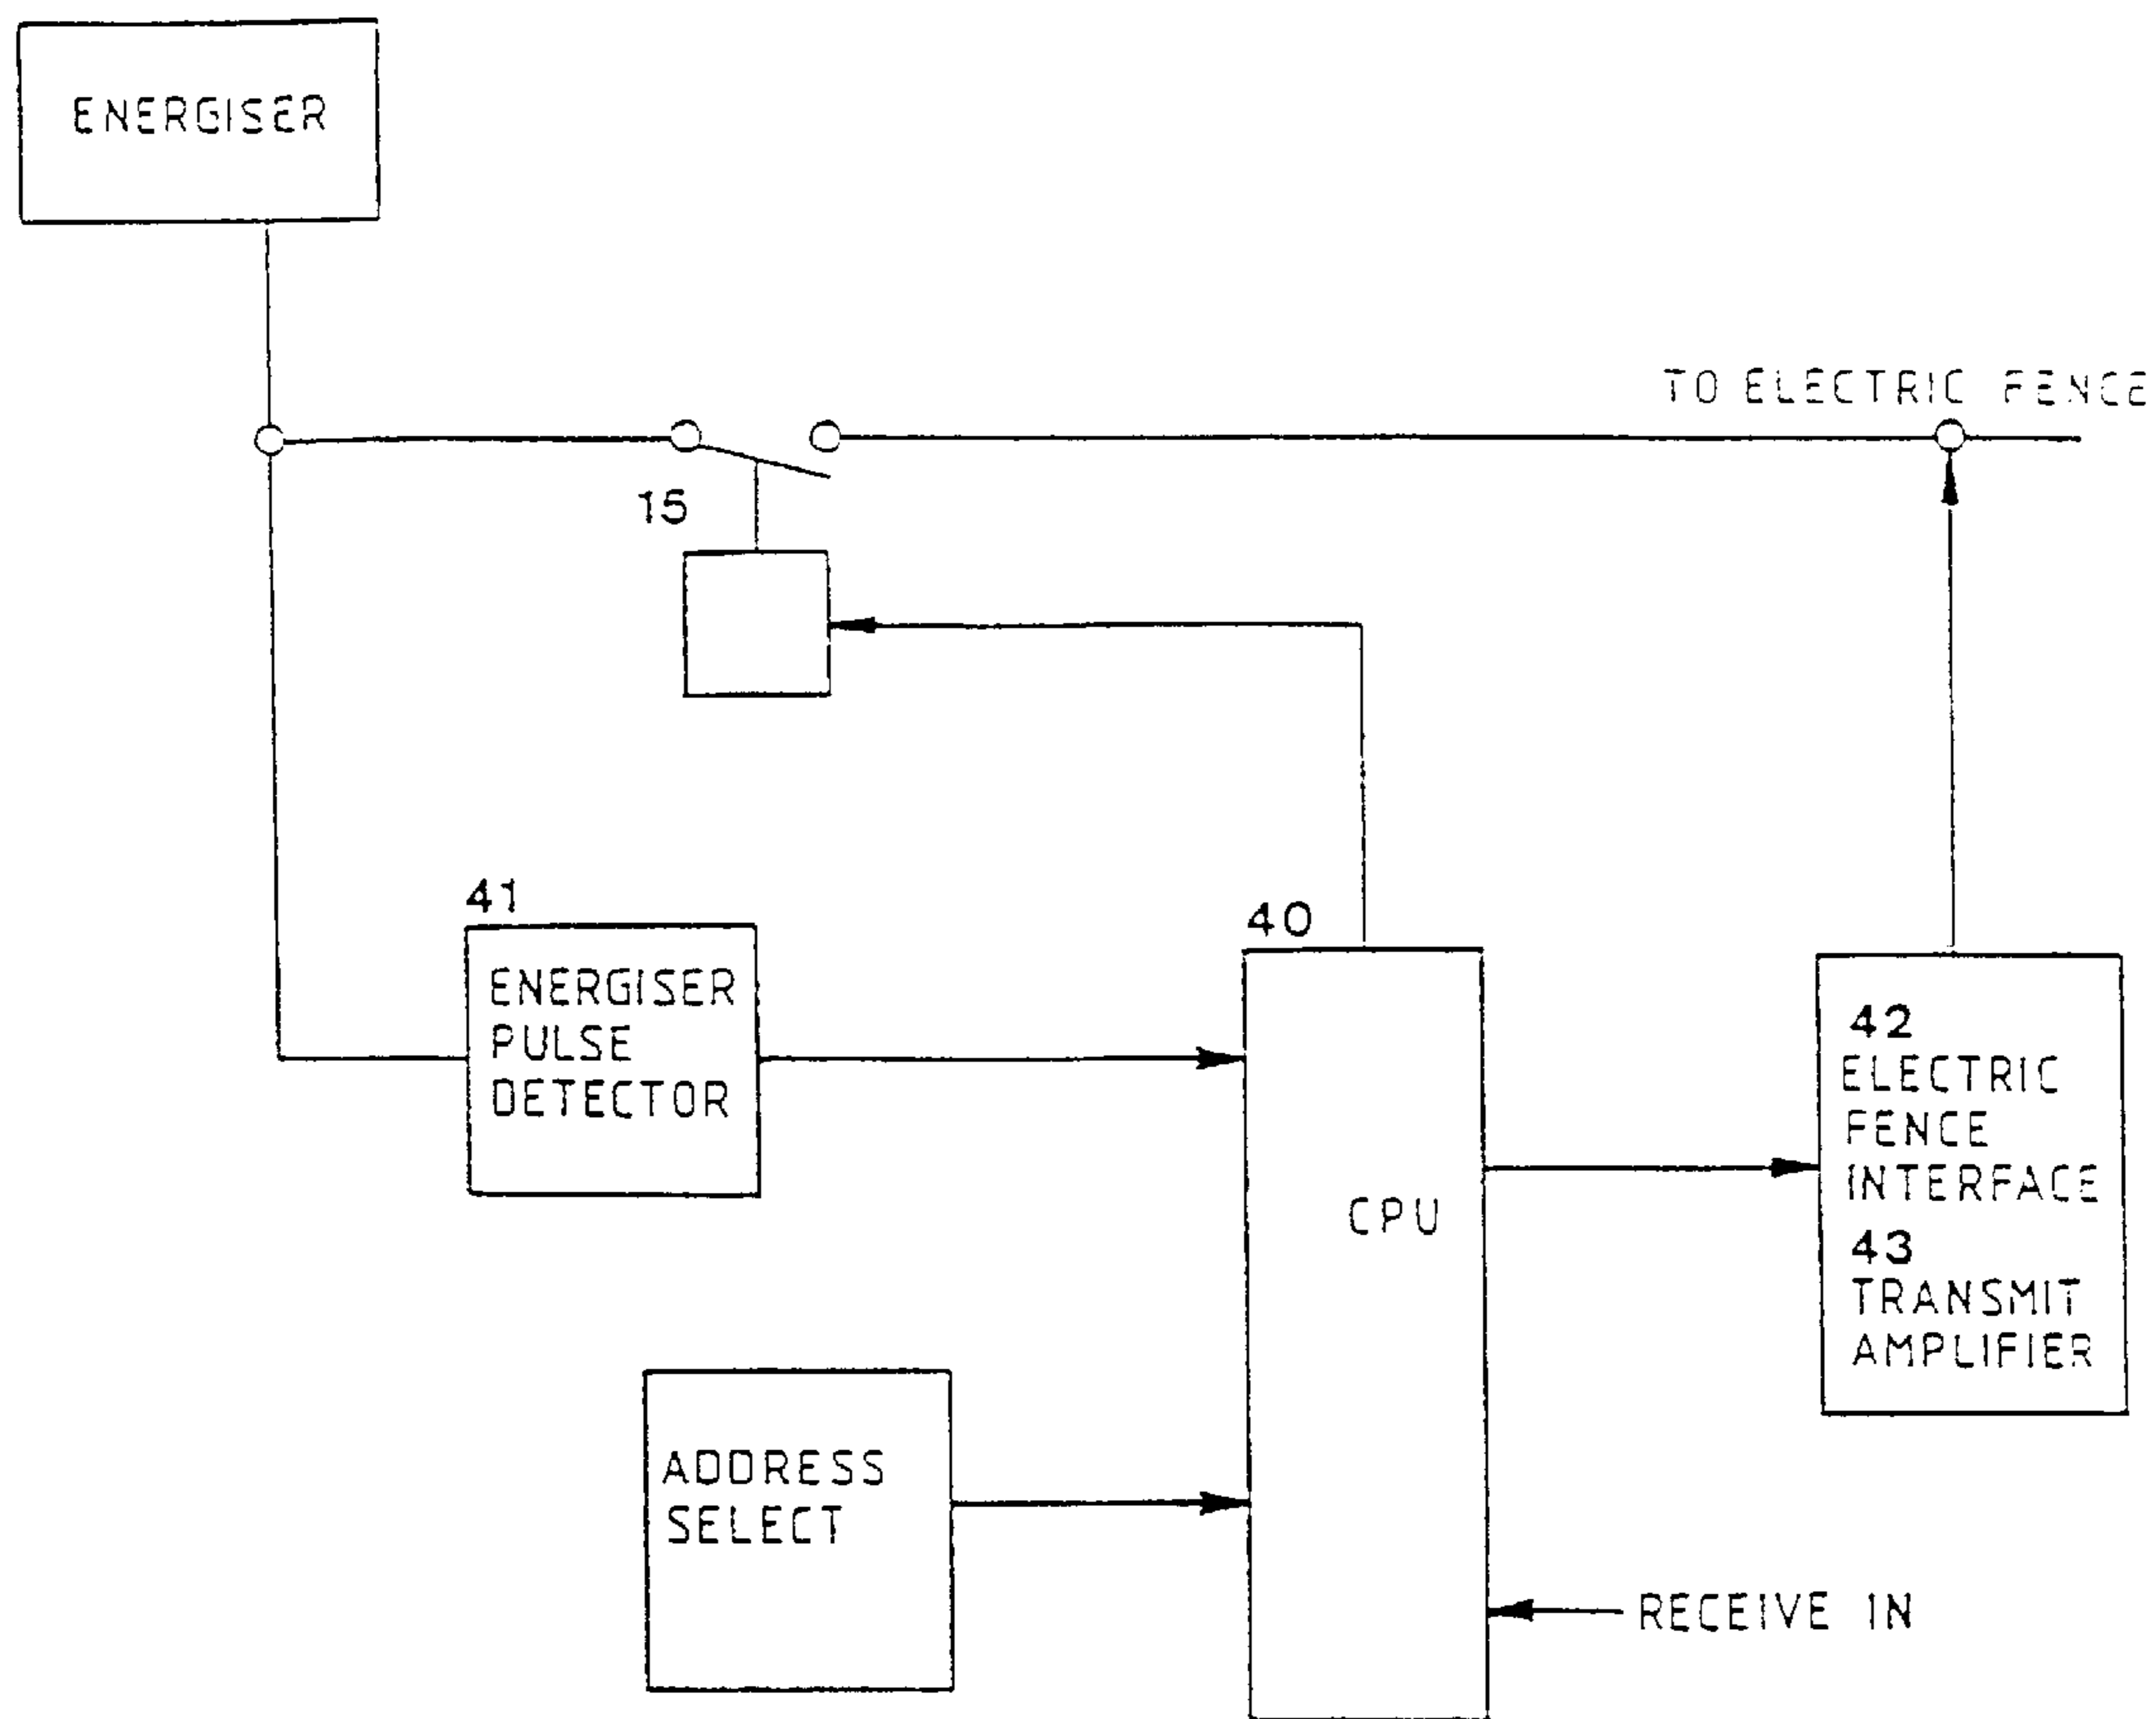 ENERGISER
TO ELECTRIC FENCE
15
41
ENERGISER
PULSE
DETECTOR
40
CPU
42
ELECTRIC
FENCE
INTERFACE
43
TRANSMIT
AMPLIFIER
ADDRESS
SELECT
RECEIVE IN